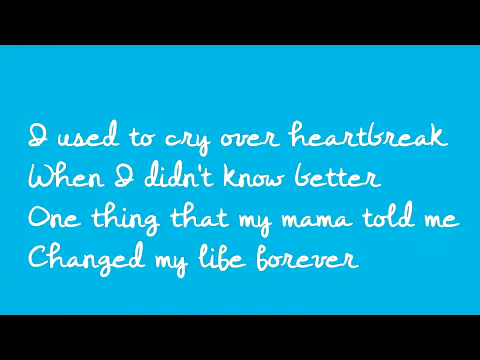 I used to cry over heartbreak
When I didn't know better
One thing that my mama told me
Changed my life forever